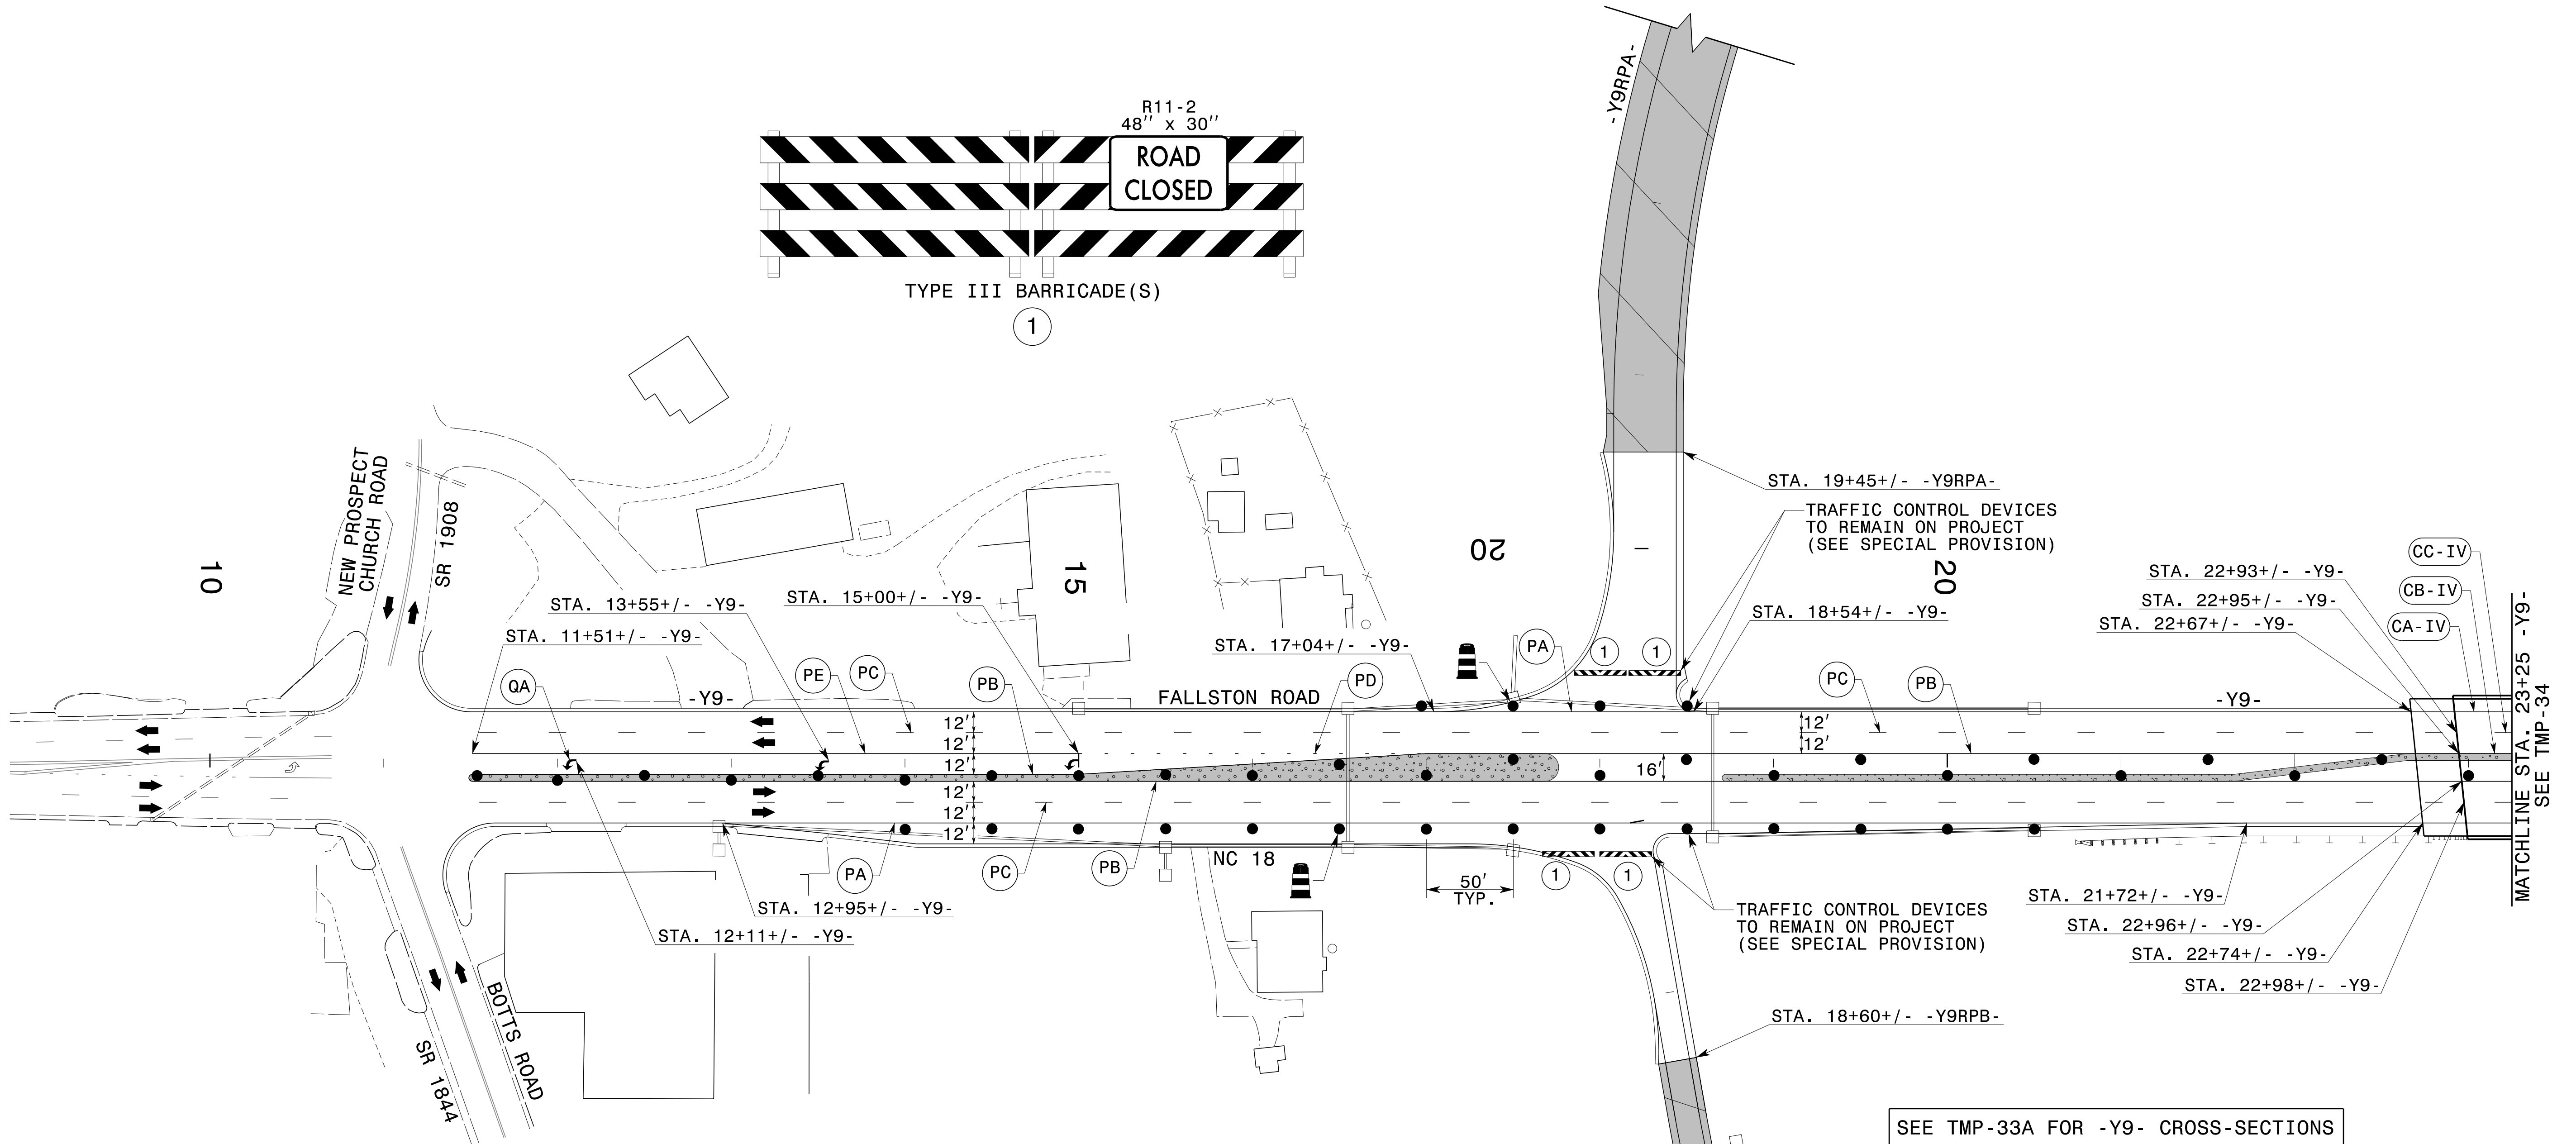 R11-2
48'' x 30''
ROAD
CLOSED
TYPE III BARRICADE(S)
1
-Y9RPA-
STA. 19+45+/- -Y9RPA-
TRAFFIC CONTROL DEVICES
TO REMAIN ON PROJECT
(SEE SPECIAL PROVISION)
10
NEW PROSPECT
CHURCH ROAD
SR 1908
15
20
20
STA. 13+55+/- -Y9-
STA. 15+00+/- -Y9-
STA. 11+51+/- -Y9-
STA. 17+04+/- -Y9-
STA. 18+54+/- -Y9-
STA. 22+93+/- -Y9-
STA. 22+95+/- -Y9-
STA. 22+67+/- -Y9-
CC-IV
CB-IV
CA-IV
MATCHLINE STA. 23+25 -Y9-
SEE TMP-34
QA
PE
PC
PB
PD
PA
1
1
PC
PB
-Y9-
FALLSTON ROAD
-Y9-
12'
12'
12'
12'
12'
12'
12'
16'
NC 18
PA
PC
PB
50'
TYP.
1
1
STA. 12+95+/- -Y9-
STA. 12+11+/- -Y9-
TRAFFIC CONTROL DEVICES
TO REMAIN ON PROJECT
(SEE SPECIAL PROVISION)
STA. 21+72+/- -Y9-
STA. 22+96+/- -Y9-
STA. 22+74+/- -Y9-
STA. 22+98+/- -Y9-
BOTTS ROAD
SR 1844
STA. 18+60+/- -Y9RPB-
SEE TMP-33A FOR -Y9- CROSS-SECTIONS